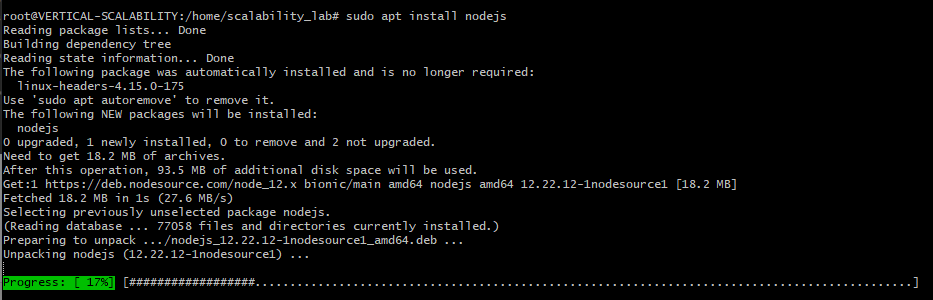 root@VERTICAL-SCALABILITY:/home/scalability_lab# sudo apt install nodejs
Reading package lists... Done
Building dependency tree
Reading state information... Done
The following package was automatically installed and is no longer required:
  linux-headers-4.15.0-175
Use 'sudo apt autoremove' to remove it.
The following NEW packages will be installed:
  nodejs
0 upgraded, 1 newly installed, 0 to remove and 2 not upgraded.
Need to get 18.2 MB of archives.
After this operation, 93.5 MB of additional disk space will be used.
Get:1 https://deb.nodesource.com/node_12.x bionic/main amd64 nodejs amd64 12.22.12-1nodesource1 [18.2 MB]
Fetched 18.2 MB in 1s (27.6 MB/s)
Selecting previously unselected package nodejs.
(Reading database ... 77058 files and directories currently installed.)
Preparing to unpack .../nodejs_12.22.12-1nodesource1_amd64.deb ...
Unpacking nodejs (12.22.12-1nodesource1) ...
Progress: [ 17%] [##################..............................................................................................]